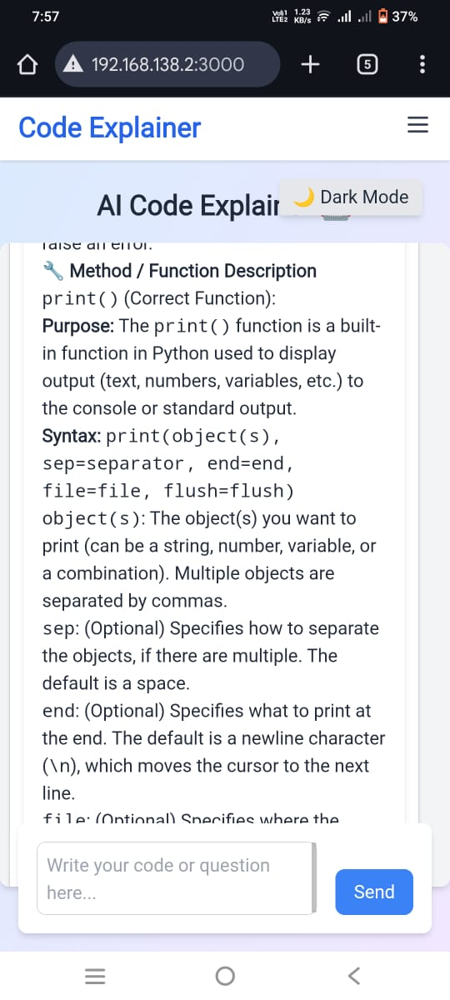 7:57
Vo)) 1
LTE2
1.23
KB/s
37%
192.168.138.2:3000
5
Code Explainer
AI Code Explain
🌙 Dark Mode
raise an error.
🔧 Method / Function Description
print() (Correct Function):
Purpose: The print() function is a built-
in function in Python used to display
output (text, numbers, variables, etc.) to
the console or standard output.
Syntax: print(object(s),
sep=separator, end=end,
file=file, flush=flush)
object(s): The object(s) you want to
print (can be a string, number, variable, or
a combination). Multiple objects are
separated by commas.
sep: (Optional) Specifies how to separate
the objects, if there are multiple. The
default is a space.
end: (Optional) Specifies what to print at
the end. The default is a newline character
(\n), which moves the cursor to the next
line.
file: (Optional) Specifies where the
Write your code or question
here...
Send